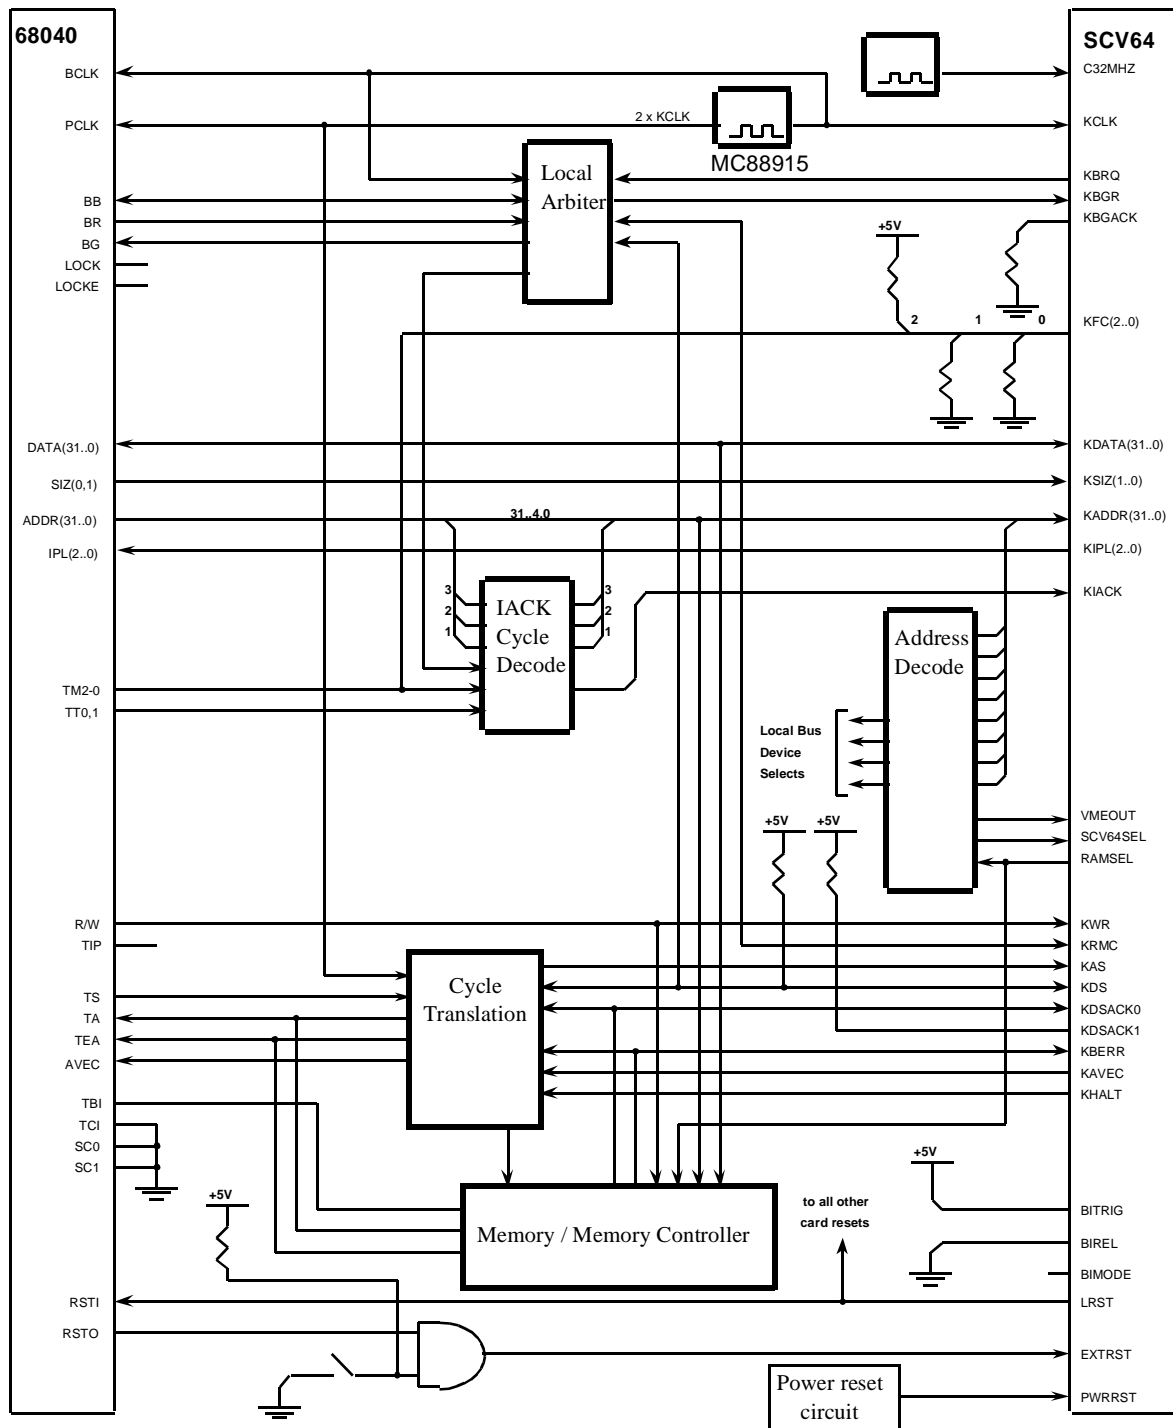 68040
SCV64
BCLK
C32MHZ
PCLK
2 x KCLK
KCLK
MC88915
Local
Arbiter
KBRQ
BB
KBGR
BR
KBGACK
BG
+5V
LOCK
LOCKE
2
1
0
KFC(2..0)
DATA(31..0)
KDATA(31..0)
SIZ(0,1)
KSIZ(1..0)
ADDR(31..0)
31..4,0
KADDR(31..0)
IPL(2..0)
KIPL(2..0)
3
2
1
IACK
Cycle
Decode
3
2
1
KIACK
Address
Decode
TM2-0
TT0,1
Local Bus
Device
Selects
+5V
+5V
VMEOUT
SCV64SEL
RAMSEL
R/W
KWR
TIP
KRMC
Cycle
Translation
KAS
TS
KDS
TA
KDSACK0
TEA
KDSACK1
AVEC
KBERR
KAVEC
TBI
KHALT
TCI
SC0
SC1
+5V
+5V
to all other
card resets
BITRIG
Memory / Memory Controller
BIREL
BIMODE
RSTI
LRST
RSTO
EXTRST
Power reset
circuit
PWRRST